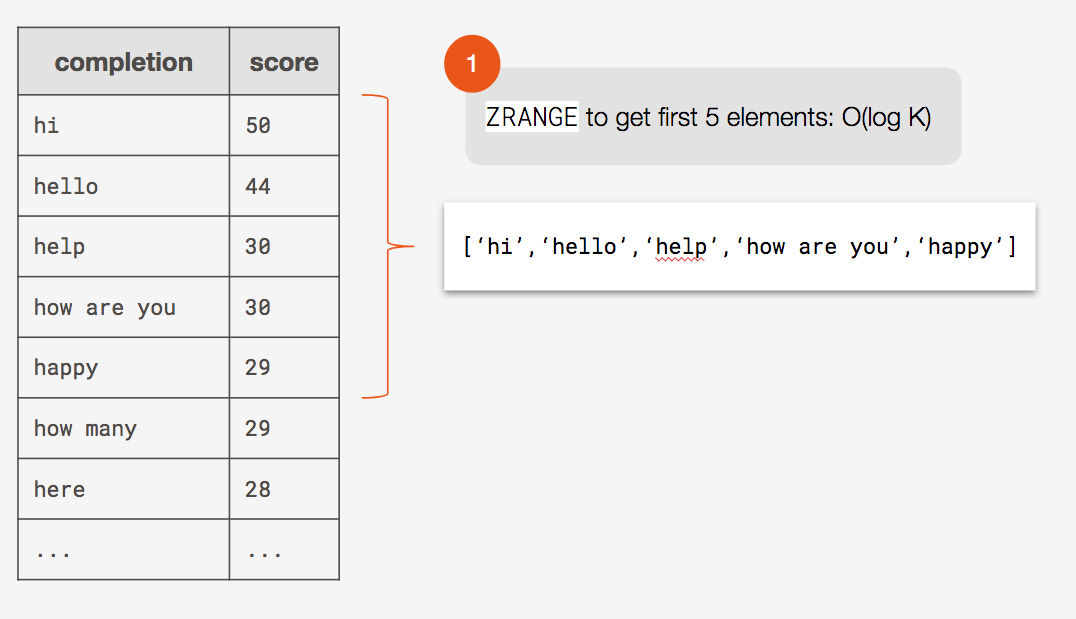 completion score
hi 50
hello 44
help 30
how are you 30
happy 29
how many 29
here 28
... ...
1
ZRANGE to get first 5 elements: O(log K)
[‘hi’,‘hello’,‘help’,‘how are you’,‘happy’]